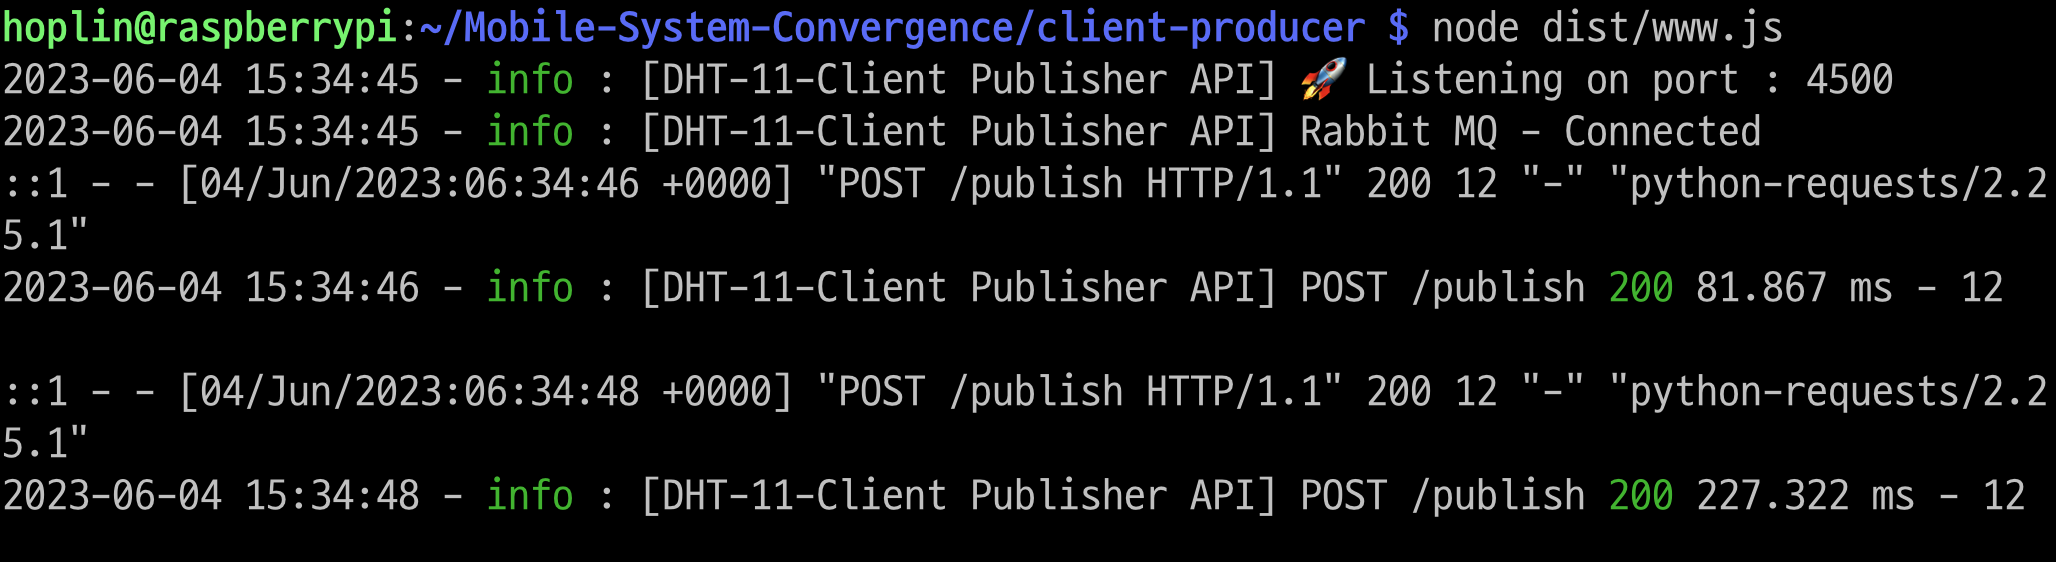 hoplin@raspberrypi:~/Mobile-System-Convergence/client-producer $ node dist/www.js
2023-06-04 15:34:45 - info : [DHT-11-Client Publisher API] 🚀 Listening on port : 4500
2023-06-04 15:34:45 - info : [DHT-11-Client Publisher API] Rabbit MQ - Connected
::1 - - [04/Jun/2023:06:34:46 +0000] "POST /publish HTTP/1.1" 200 12 "-" "python-requests/2.2
5.1"
2023-06-04 15:34:46 - info : [DHT-11-Client Publisher API] POST /publish 200 81.867 ms - 12
::1 - - [04/Jun/2023:06:34:48 +0000] "POST /publish HTTP/1.1" 200 12 "-" "python-requests/2.2
5.1"
2023-06-04 15:34:48 - info : [DHT-11-Client Publisher API] POST /publish 200 227.322 ms - 12